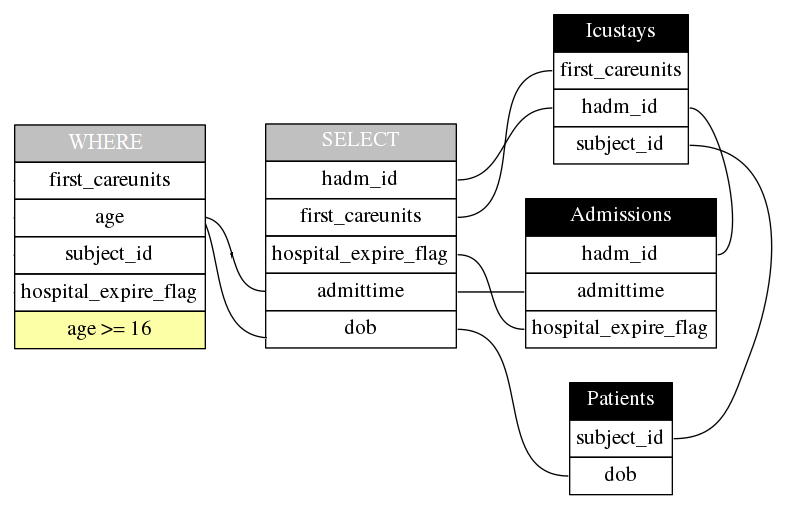 WHERE
first_careunits
age
subject_id
hospital_expire_flag
age >= 16
SELECT
hadm_id
first_careunits
hospital_expire_flag
admittime
dob
Icustays
first_careunits
hadm_id
subject_id
Admissions
hadm_id
admittime
hospital_expire_flag
Patients
subject_id
dob